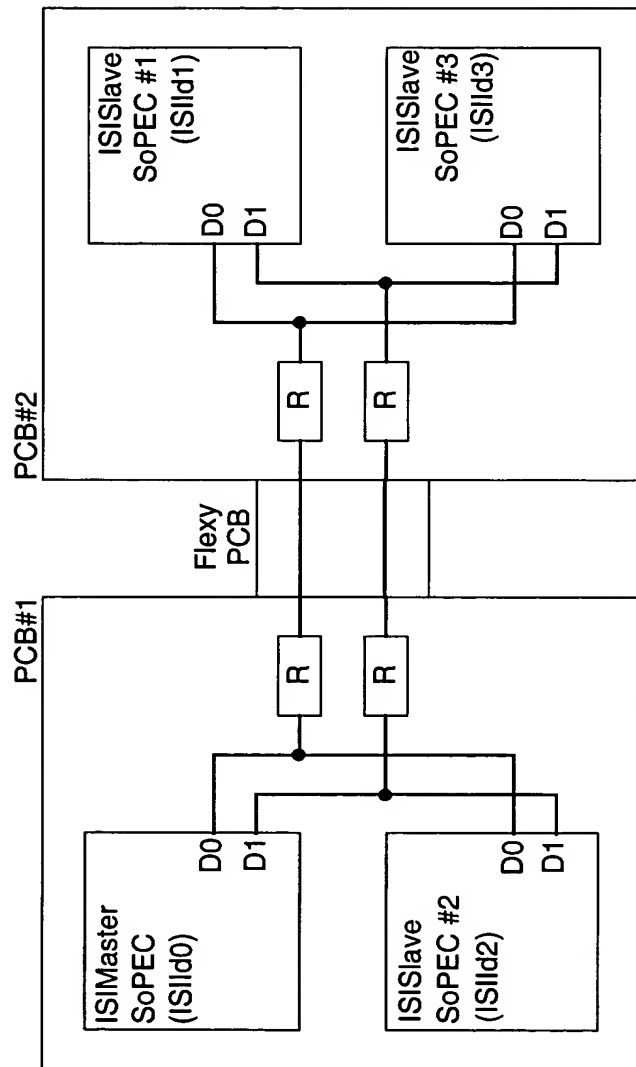 PCB#1
ISIMaster
SoPEC
(ISIId0)
D0
D1
ISISlave
SoPEC #2
(ISIId2)
D0
D1
R
R
Flexy
PCB
PCB#2
R
R
ISISlave
SoPEC #1
(ISIId1)
D0
D1
ISISlave
SoPEC #3
(ISIId3)
D0
D1